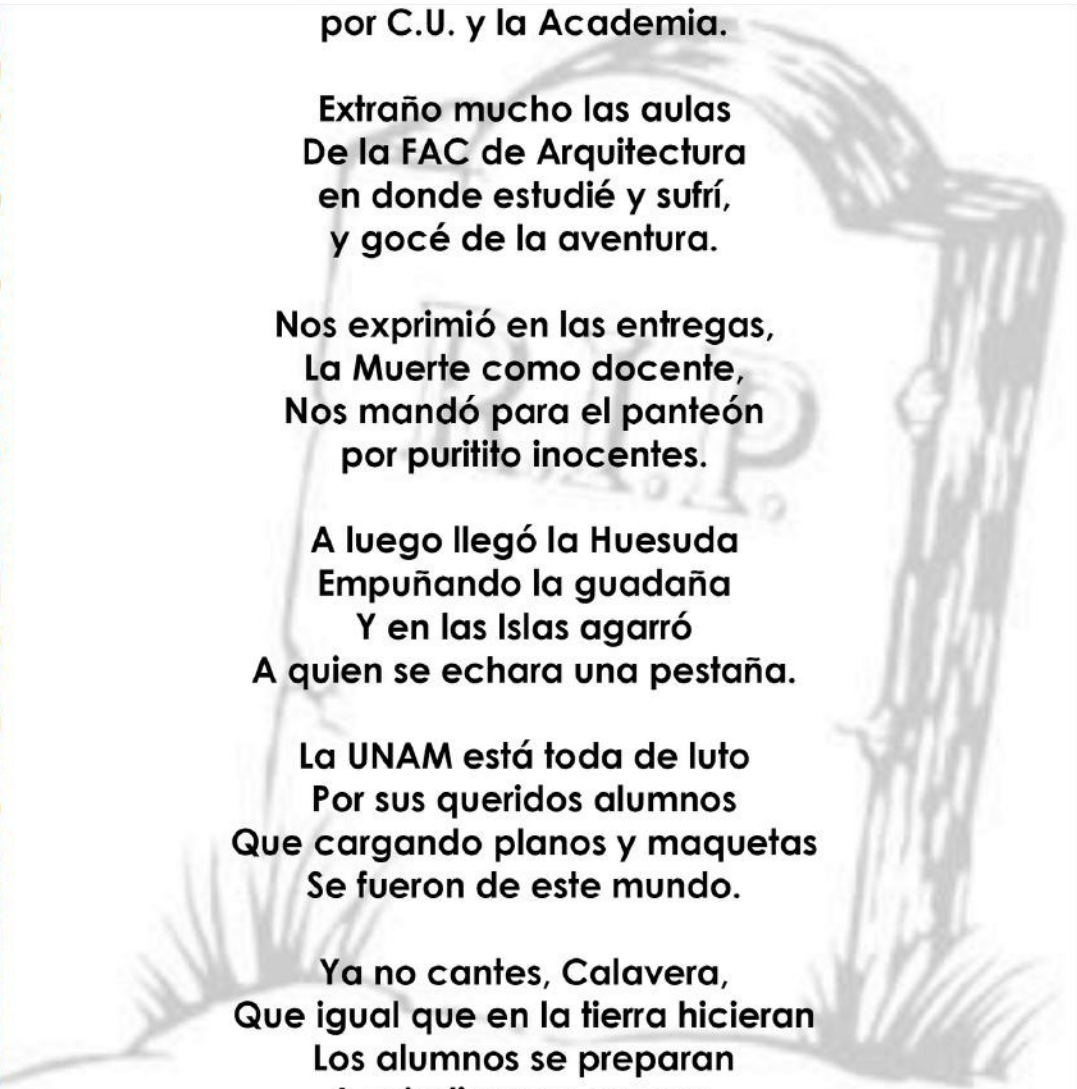 por C.U. y la Academia.
Extraño mucho las aulas
De la FAC de Arquitectura
en donde estudié y sufrí,
y gocé de la aventura.
Nos exprimió en las entregas,
La Muerte como docente,
Nos mandó para el panteón
por puritito inocentes.
A luego llegó la Huesuda
Empuñando la guadaña
Y en las Islas agarró
A quien se echara una pestaña.
La UNAM está toda de luto
Por sus queridos alumnos
Que cargando planos y maquetas
Se fueron de este mundo.
Ya no cantes, Calavera,
Que igual que en la tierra hicieran
Los alumnos se preparan
R.I.P.